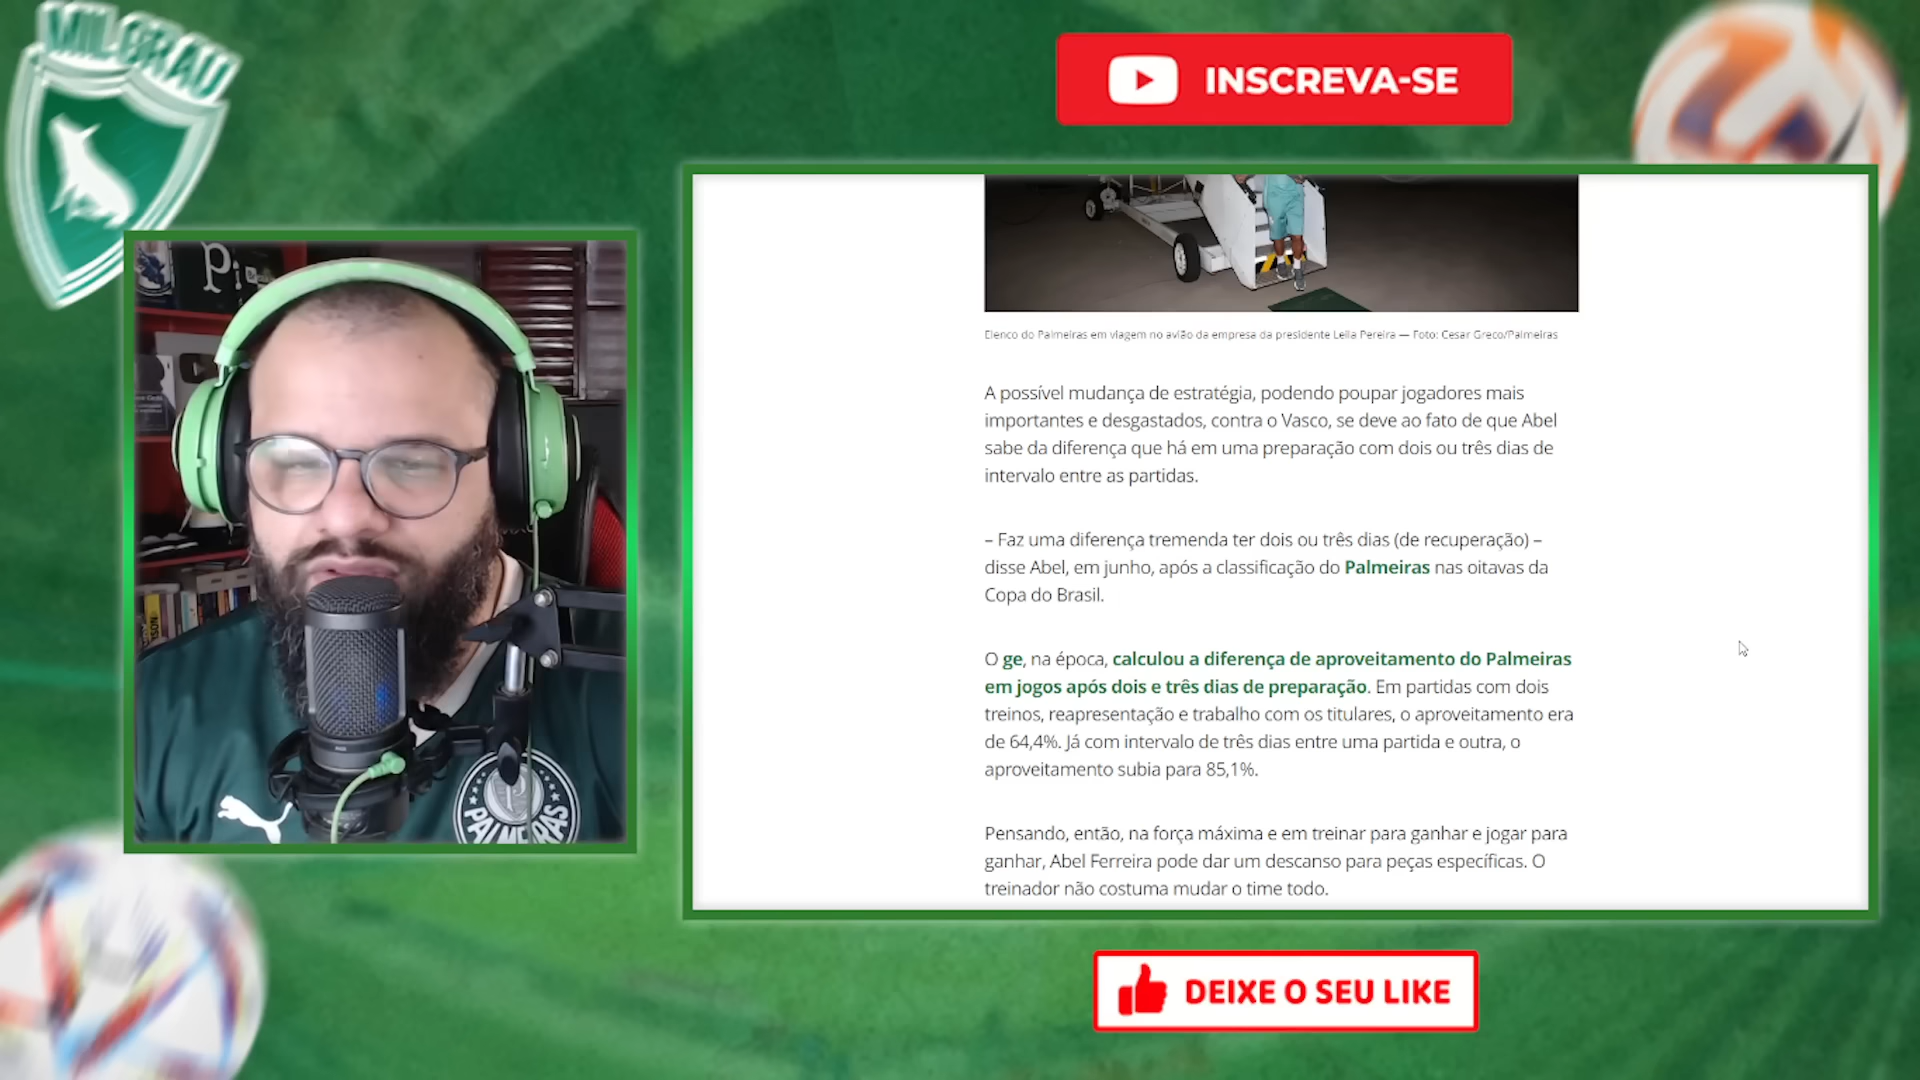 MILGRAU
INSCREVA-SE
Elenco do Palmeiras em viagem no avião da empresa da presidente Leila Pereira — Foto: Cesar Greco/Palmeiras
A possível mudança de estratégia, podendo poupar jogadores mais
importantes e desgastados, contra o Vasco, se deve ao fato de que Abel
sabe da diferença que há em uma preparação com dois ou três dias de
intervalo entre as partidas.
– Faz uma diferença tremenda ter dois ou três dias (de recuperação) –
disse Abel, em junho, após a classificação do Palmeiras nas oitavas da
Copa do Brasil.
O ge, na época, calculou a diferença de aproveitamento do Palmeiras
em jogos após dois e três dias de preparação. Em partidas com dois
treinos, reapresentação e trabalho com os titulares, o aproveitamento era
de 64,4%. Já com intervalo de três dias entre uma partida e outra, o
aproveitamento subia para 85,1%.
Pensando, então, na força máxima e em treinar para ganhar e jogar para
ganhar, Abel Ferreira pode dar um descanso para peças específicas. O
treinador não costuma mudar o time todo.
PALMEIRAS
DEIXE O SEU LIKE